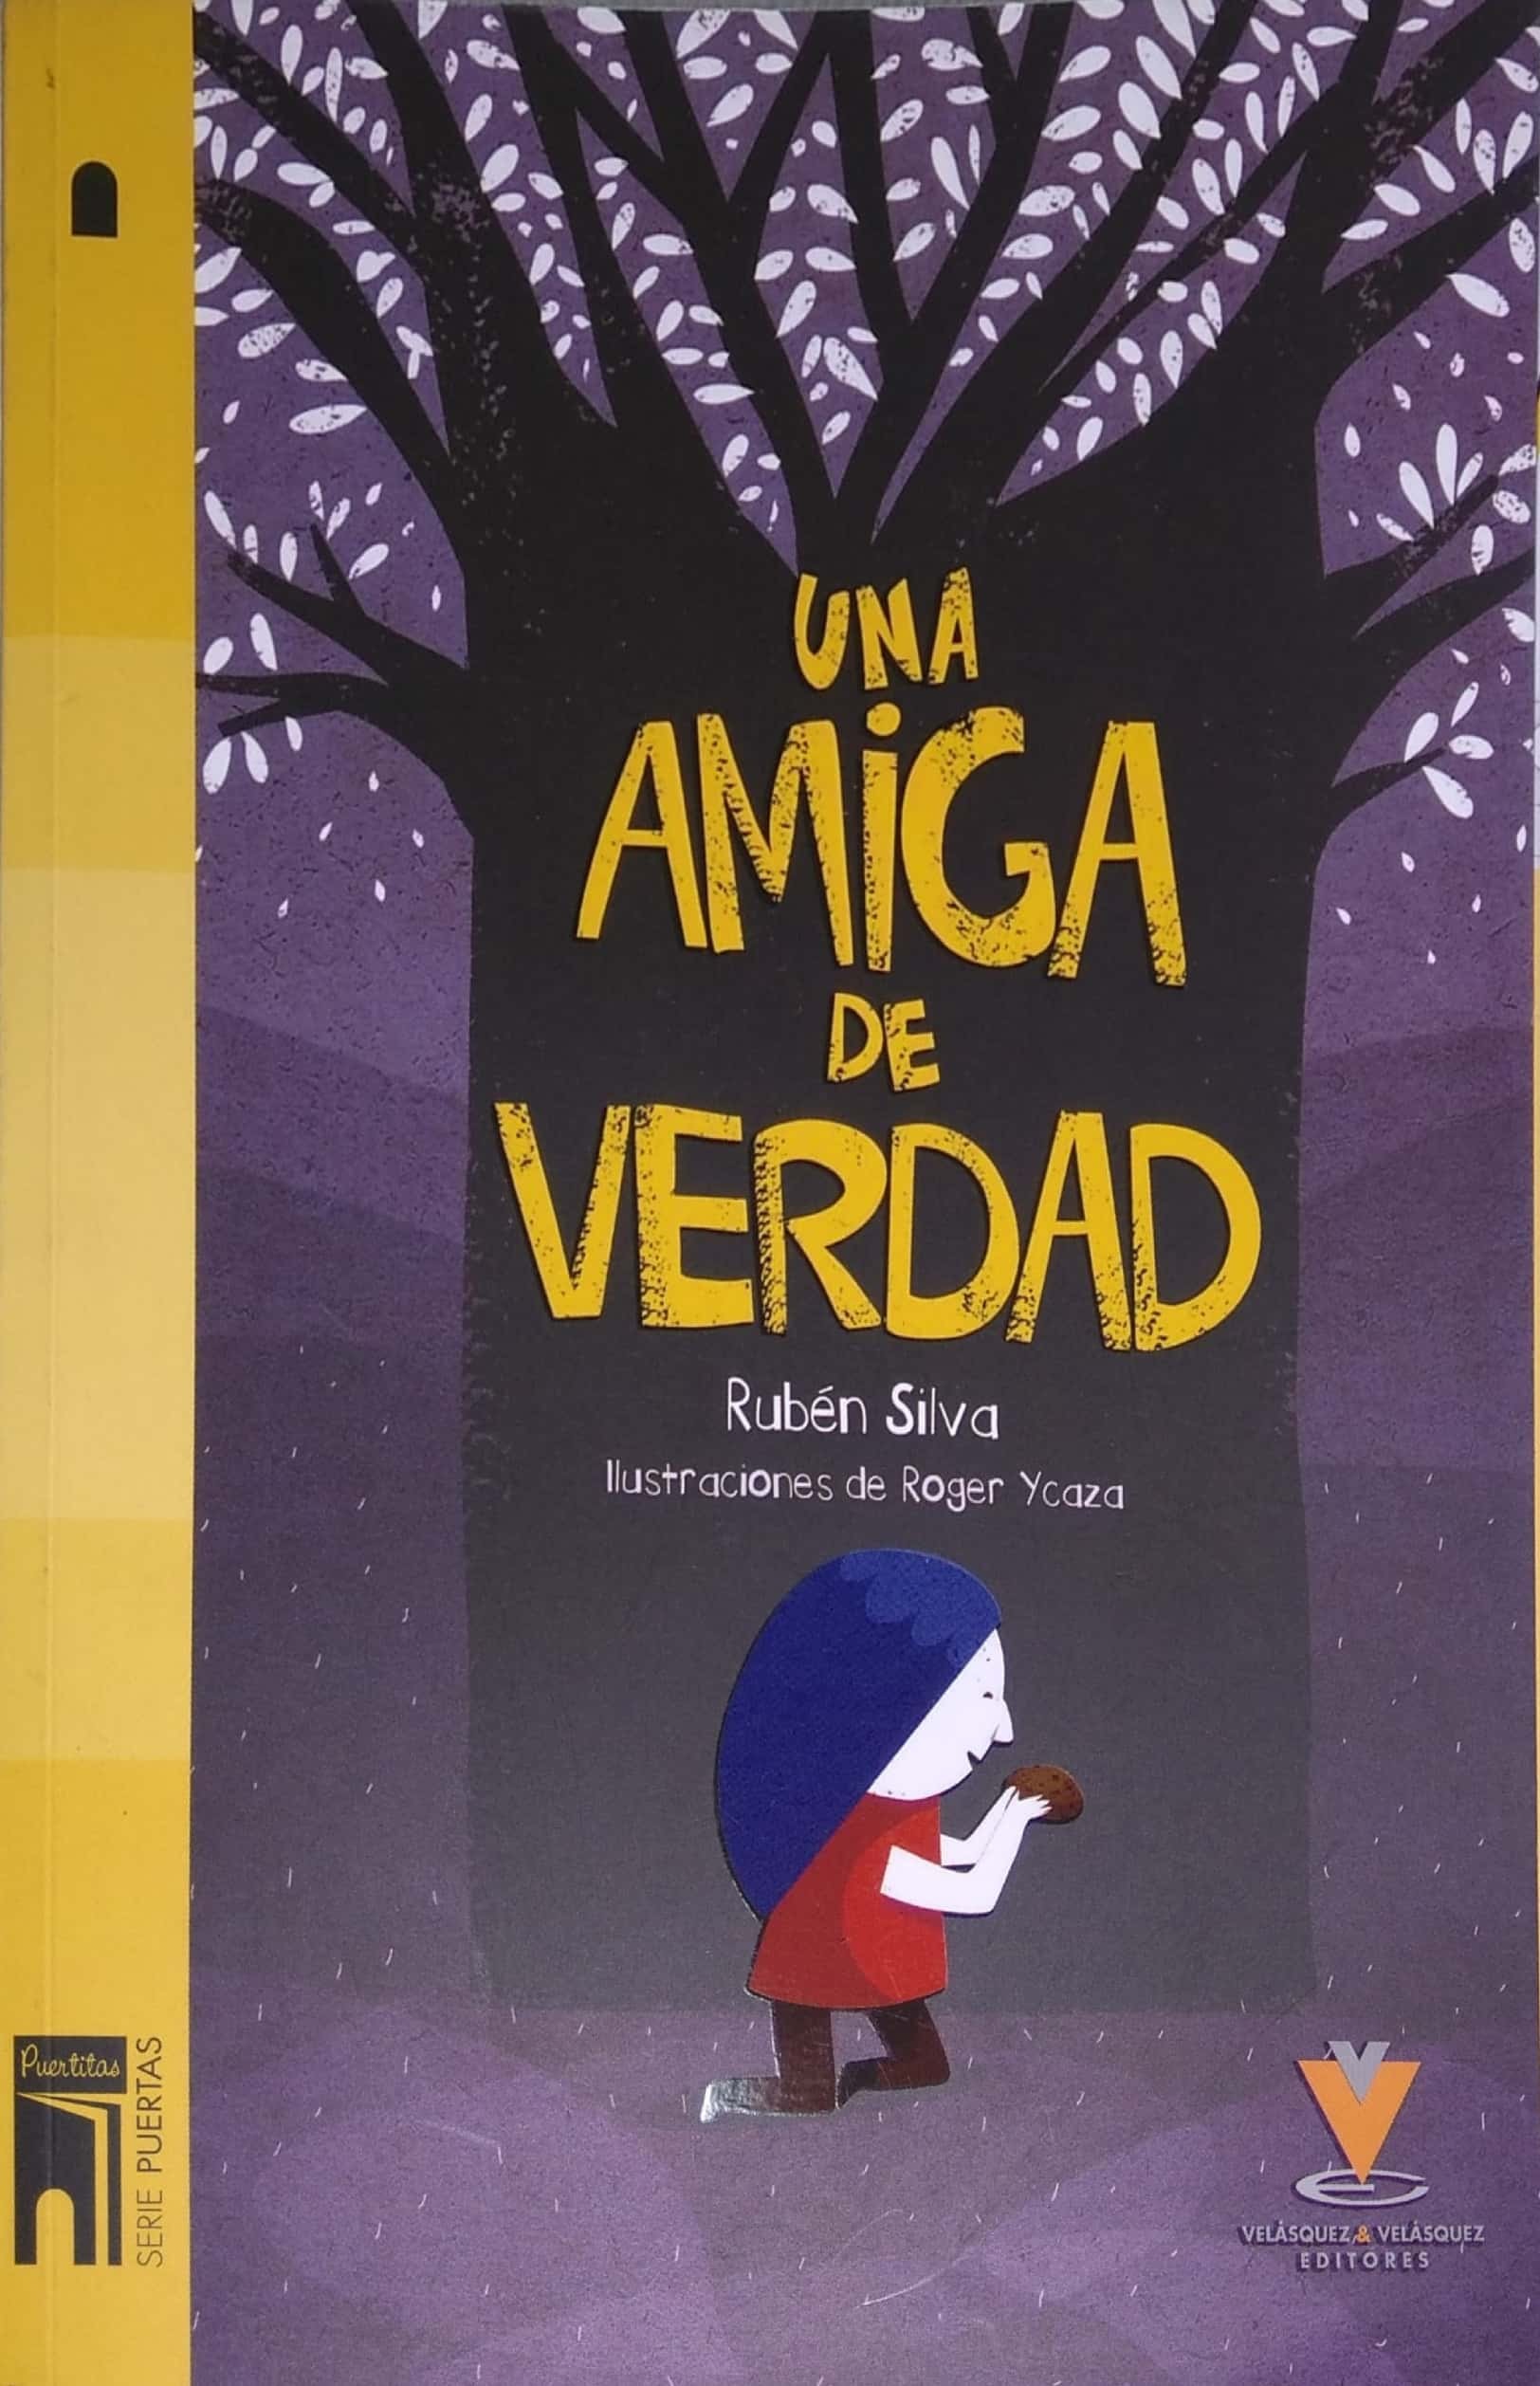 UNA
AMiGA
DE
VERDAD
Rubén Silva
Ilustraciones de Roger Ycaza
Puertitas
SERIE PUERTAS
VELÁSQUEZ & VELÁSQUEZ
EDITORES